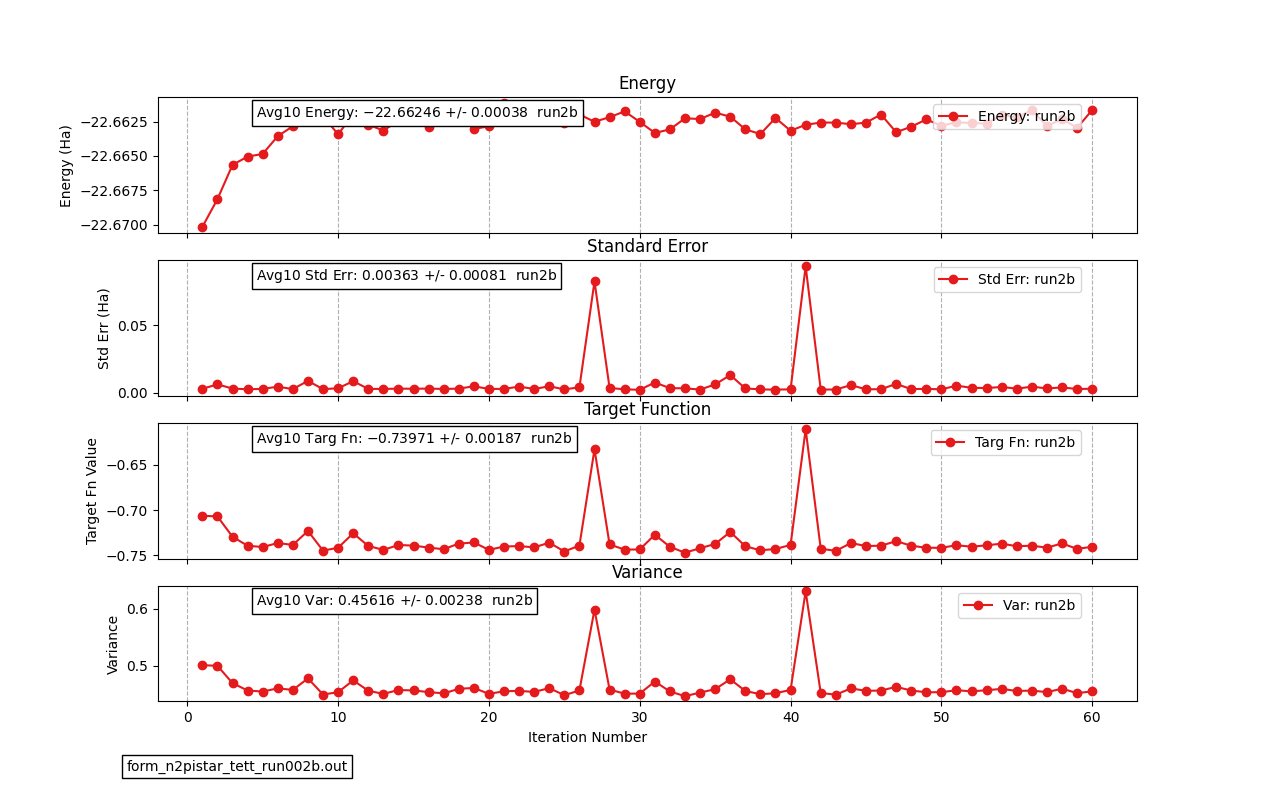 Energy
Avg10 Energy: −22.66246 +/- 0.00038  run2b
Energy: run2b
Energy (Ha)
−22.6625
−22.6650
−22.6675
−22.6700
Standard Error
Avg10 Std Err: 0.00363 +/- 0.00081  run2b
Std Err: run2b
Std Err (Ha)
0.05
0.00
Target Function
Avg10 Targ Fn: −0.73971 +/- 0.00187  run2b
Targ Fn: run2b
Target Fn Value
−0.65
−0.70
−0.75
Variance
Avg10 Var: 0.45616 +/- 0.00238  run2b
Var: run2b
Variance
0.6
0.5
0 10 20 30 40 50 60
Iteration Number
form_n2pistar_tett_run002b.out